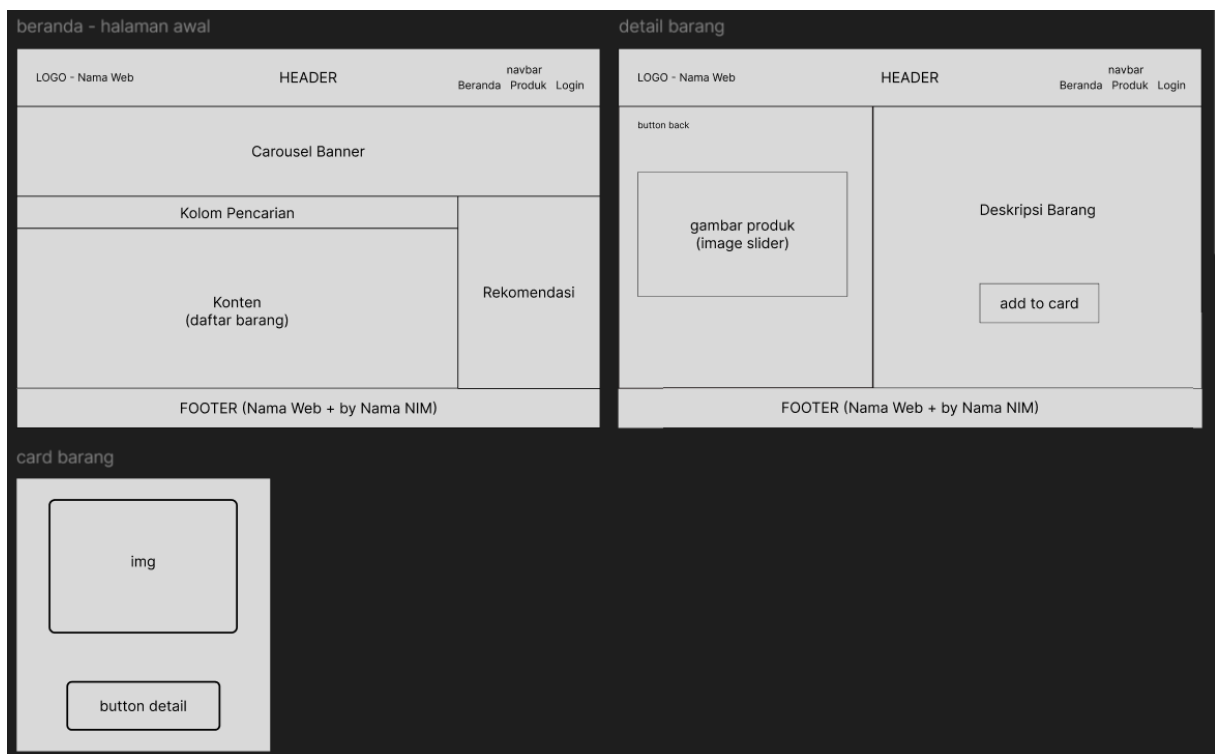 beranda - halaman awal
LOGO - Nama Web
HEADER
navbar
Beranda Produk Login
Carousel Banner
Kolom Pencarian
Konten
(daftar barang)
Rekomendasi
FOOTER (Nama Web + by Nama NIM)
detail barang
LOGO - Nama Web
HEADER
navbar
Beranda Produk Login
button back
gambar produk
(image slider)
Deskripsi Barang
add to card
FOOTER (Nama Web + by Nama NIM)
card barang
img
button detail